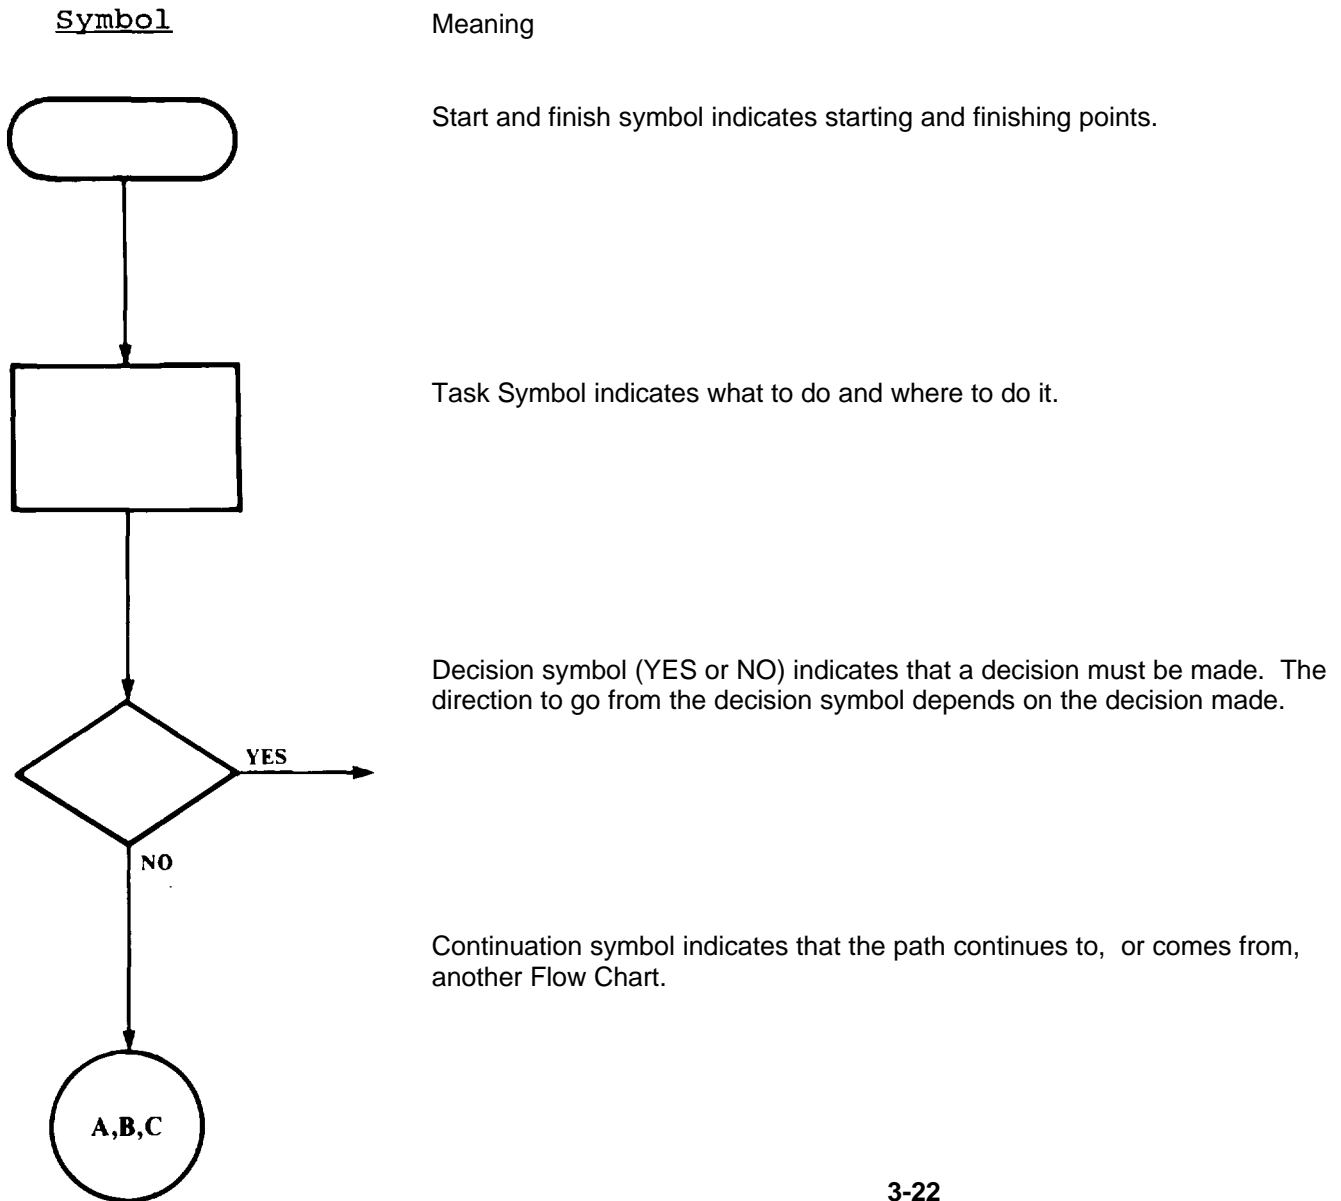 Symbol
Meaning
Start and finish symbol indicates starting and finishing points.
Task Symbol indicates what to do and where to do it.
Decision symbol (YES or NO) indicates that a decision must be made. The
direction to go from the decision symbol depends on the decision made.
YES
NO
Continuation symbol indicates that the path continues to, or comes from,
another Flow Chart.
A,B,C
3-22